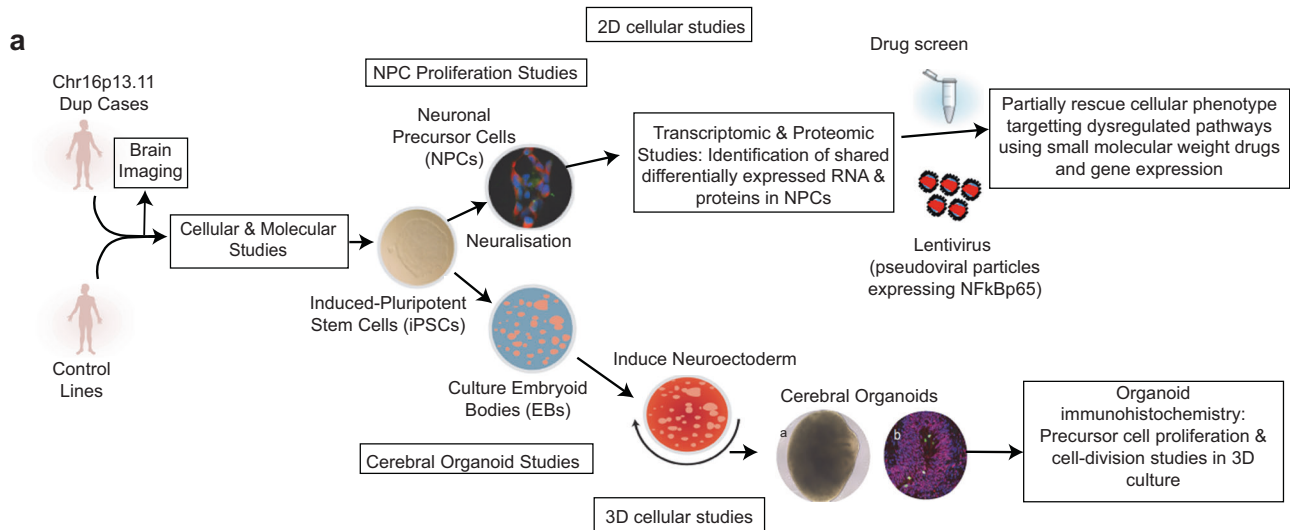 a
2D cellular studies
Chr16p13.11
Dup Cases
Brain
Imaging
Control
Lines
Cellular & Molecular
Studies
NPC Proliferation Studies
Neuronal
Precursor Cells
(NPCs)
Neuralisation
Induced-Pluripotent
Stem Cells (iPSCs)
Transcriptomic & Proteomic
Studies: Identification of shared
differentially expressed RNA &
proteins in NPCs
Drug screen
Lentivirus
(pseudoviral particles
expressing NFkBp65)
Partially rescue cellular phenotype
targetting dysregulated pathways
using small molecular weight drugs
and gene expression
Culture Embryoid
Bodies (EBs)
Cerebral Organoid Studies
Induce Neuroectoderm
Cerebral Organoids
a
b
Organoid
immunohistochemistry:
Precursor cell proliferation &
cell-division studies in 3D
culture
3D cellular studies